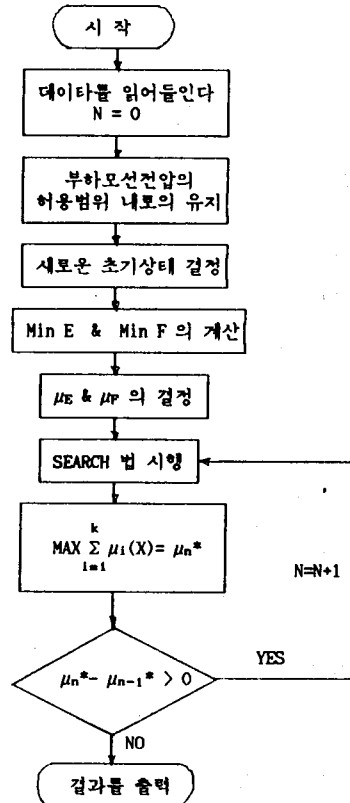 시 작
데이타를 읽어들인다
N = 0
부하모선전압의
허용범위 내로의 유지
새로운 초기상태 결정
Min E & Min F 의 계산
μE & μF 의 결정
SEARCH 법 시행
k
MAX Σ μi(X)= μn*
i=1
N=N+1
μn*- μn-1* > 0
YES
NO
결과를 출력